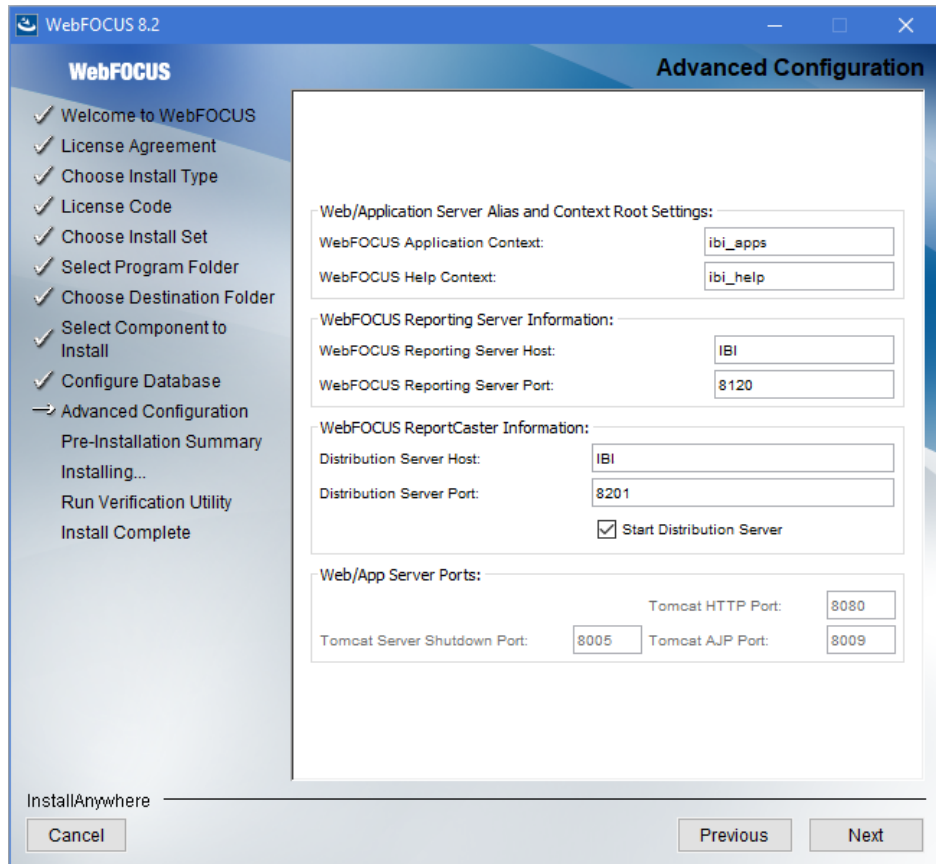 WebFOCUS 8.2
WebFOCUS
Advanced Configuration
Welcome to WebFOCUS
License Agreement
Choose Install Type
License Code
Choose Install Set
Select Program Folder
Choose Destination Folder
Select Component to
Install
Configure Database
Advanced Configuration
Pre-Installation Summary
Installing...
Run Verification Utility
Install Complete
Web/Application Server Alias and Context Root Settings:
WebFOCUS Application Context: ibi_apps
WebFOCUS Help Context: ibi_help
WebFOCUS Reporting Server Information:
WebFOCUS Reporting Server Host: IBI
WebFOCUS Reporting Server Port: 8120
WebFOCUS ReportCaster Information:
Distribution Server Host: IBI
Distribution Server Port: 8201
Start Distribution Server
Web/App Server Ports:
Tomcat HTTP Port: 8080
Tomcat Server Shutdown Port: 8005 Tomcat AJP Port: 8009
InstallAnywhere
Cancel Previous Next